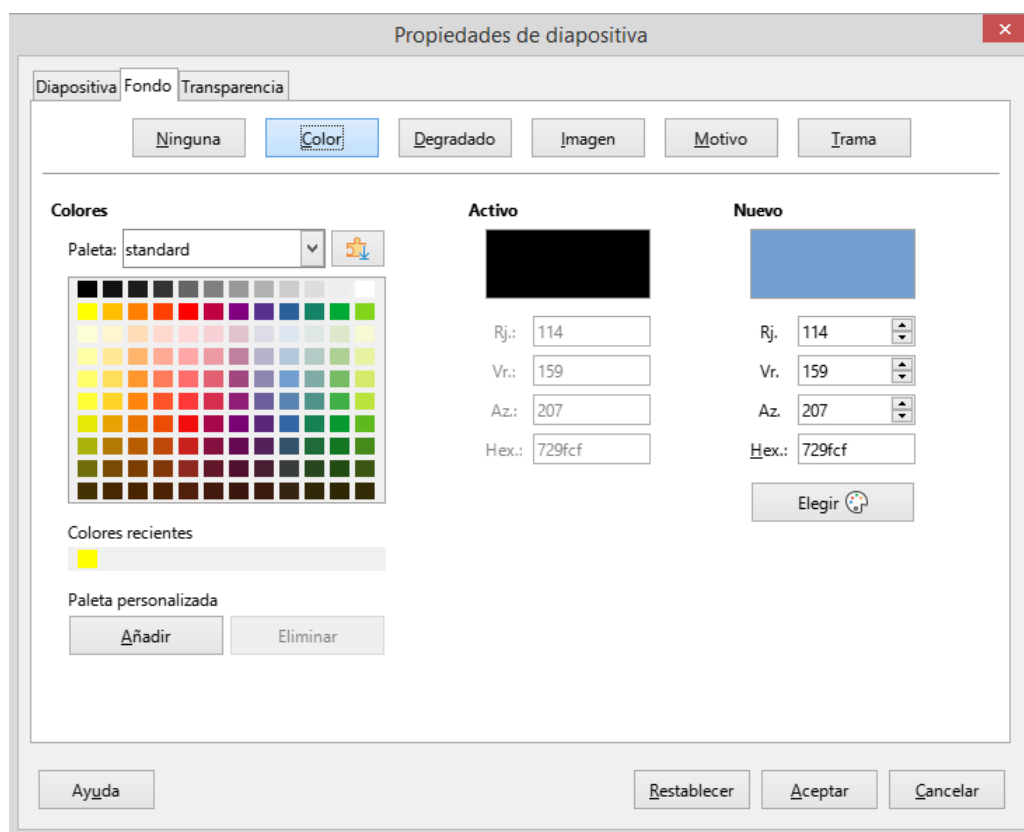 Propiedades de diapositiva
Diapositiva Fondo Transparencia
Ninguna Color Degradado Imagen Motivo Trama
Colores
Paleta: standard
Colores recientes
Paleta personalizada
Añadir Eliminar
Activo
Rj.: 114
Vr.: 159
Az.: 207
Hex.: 729fcf
Nuevo
Rj. 114
Vr. 159
Az. 207
Hex.: 729fcf
Elegir
Ayuda Restablecer Aceptar Cancelar